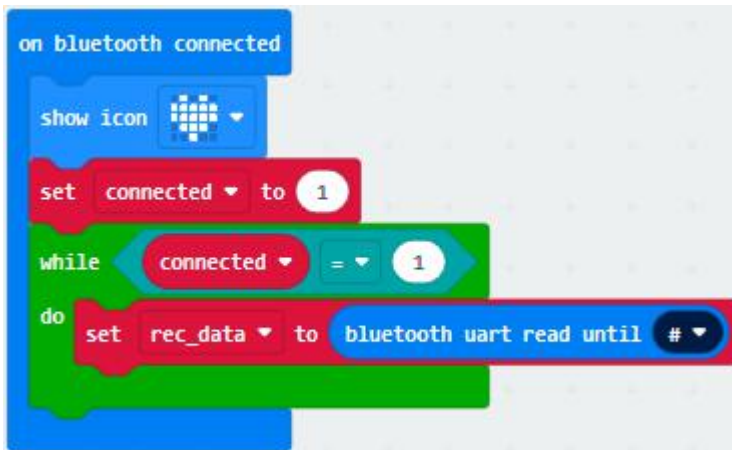 on bluetooth connected
show icon
set connected to 1
while connected = 1
do
set rec_data to bluetooth uart read until #